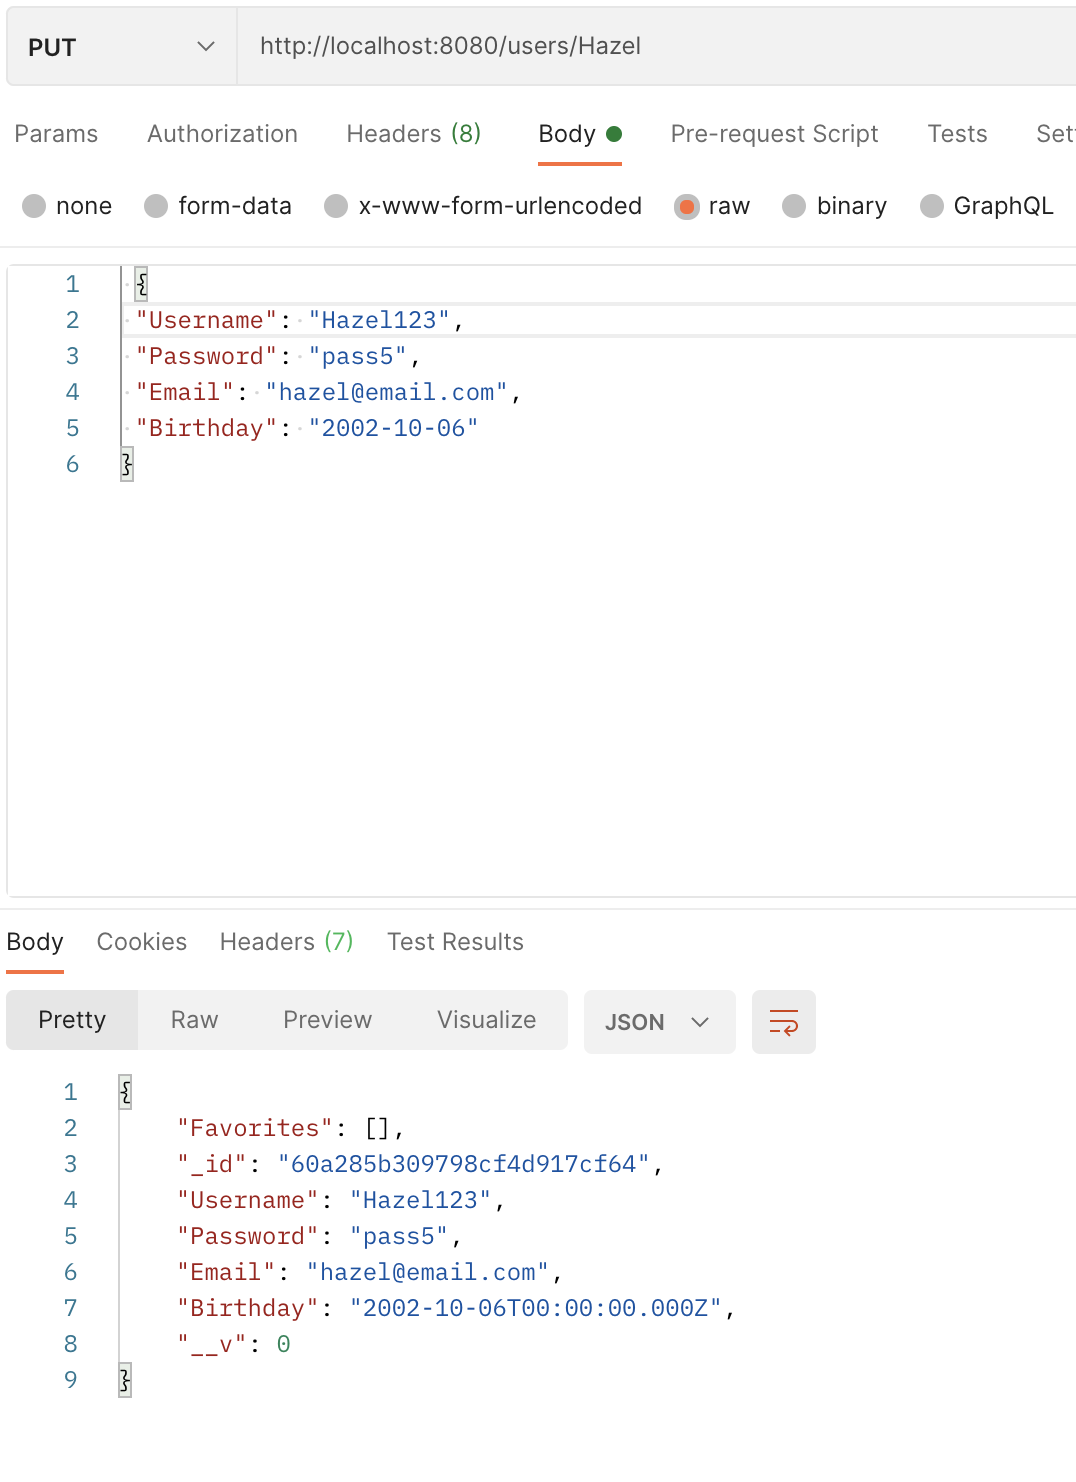 PUT http://localhost:8080/users/Hazel
Params Authorization Headers (8) Body Pre-request Script Tests Set
none form-data x-www-form-urlencoded raw binary GraphQL
1 {
2 "Username": "Hazel123",
3 "Password": "pass5",
4 "Email": "hazel@email.com",
5 "Birthday": "2002-10-06"
6 }
Body Cookies Headers (7) Test Results
Pretty Raw Preview Visualize JSON
1 {
2 "Favorites": [],
3 "_id": "60a285b309798cf4d917cf64",
4 "Username": "Hazel123",
5 "Password": "pass5",
6 "Email": "hazel@email.com",
7 "Birthday": "2002-10-06T00:00:00.000Z",
8 "__v": 0
9 }